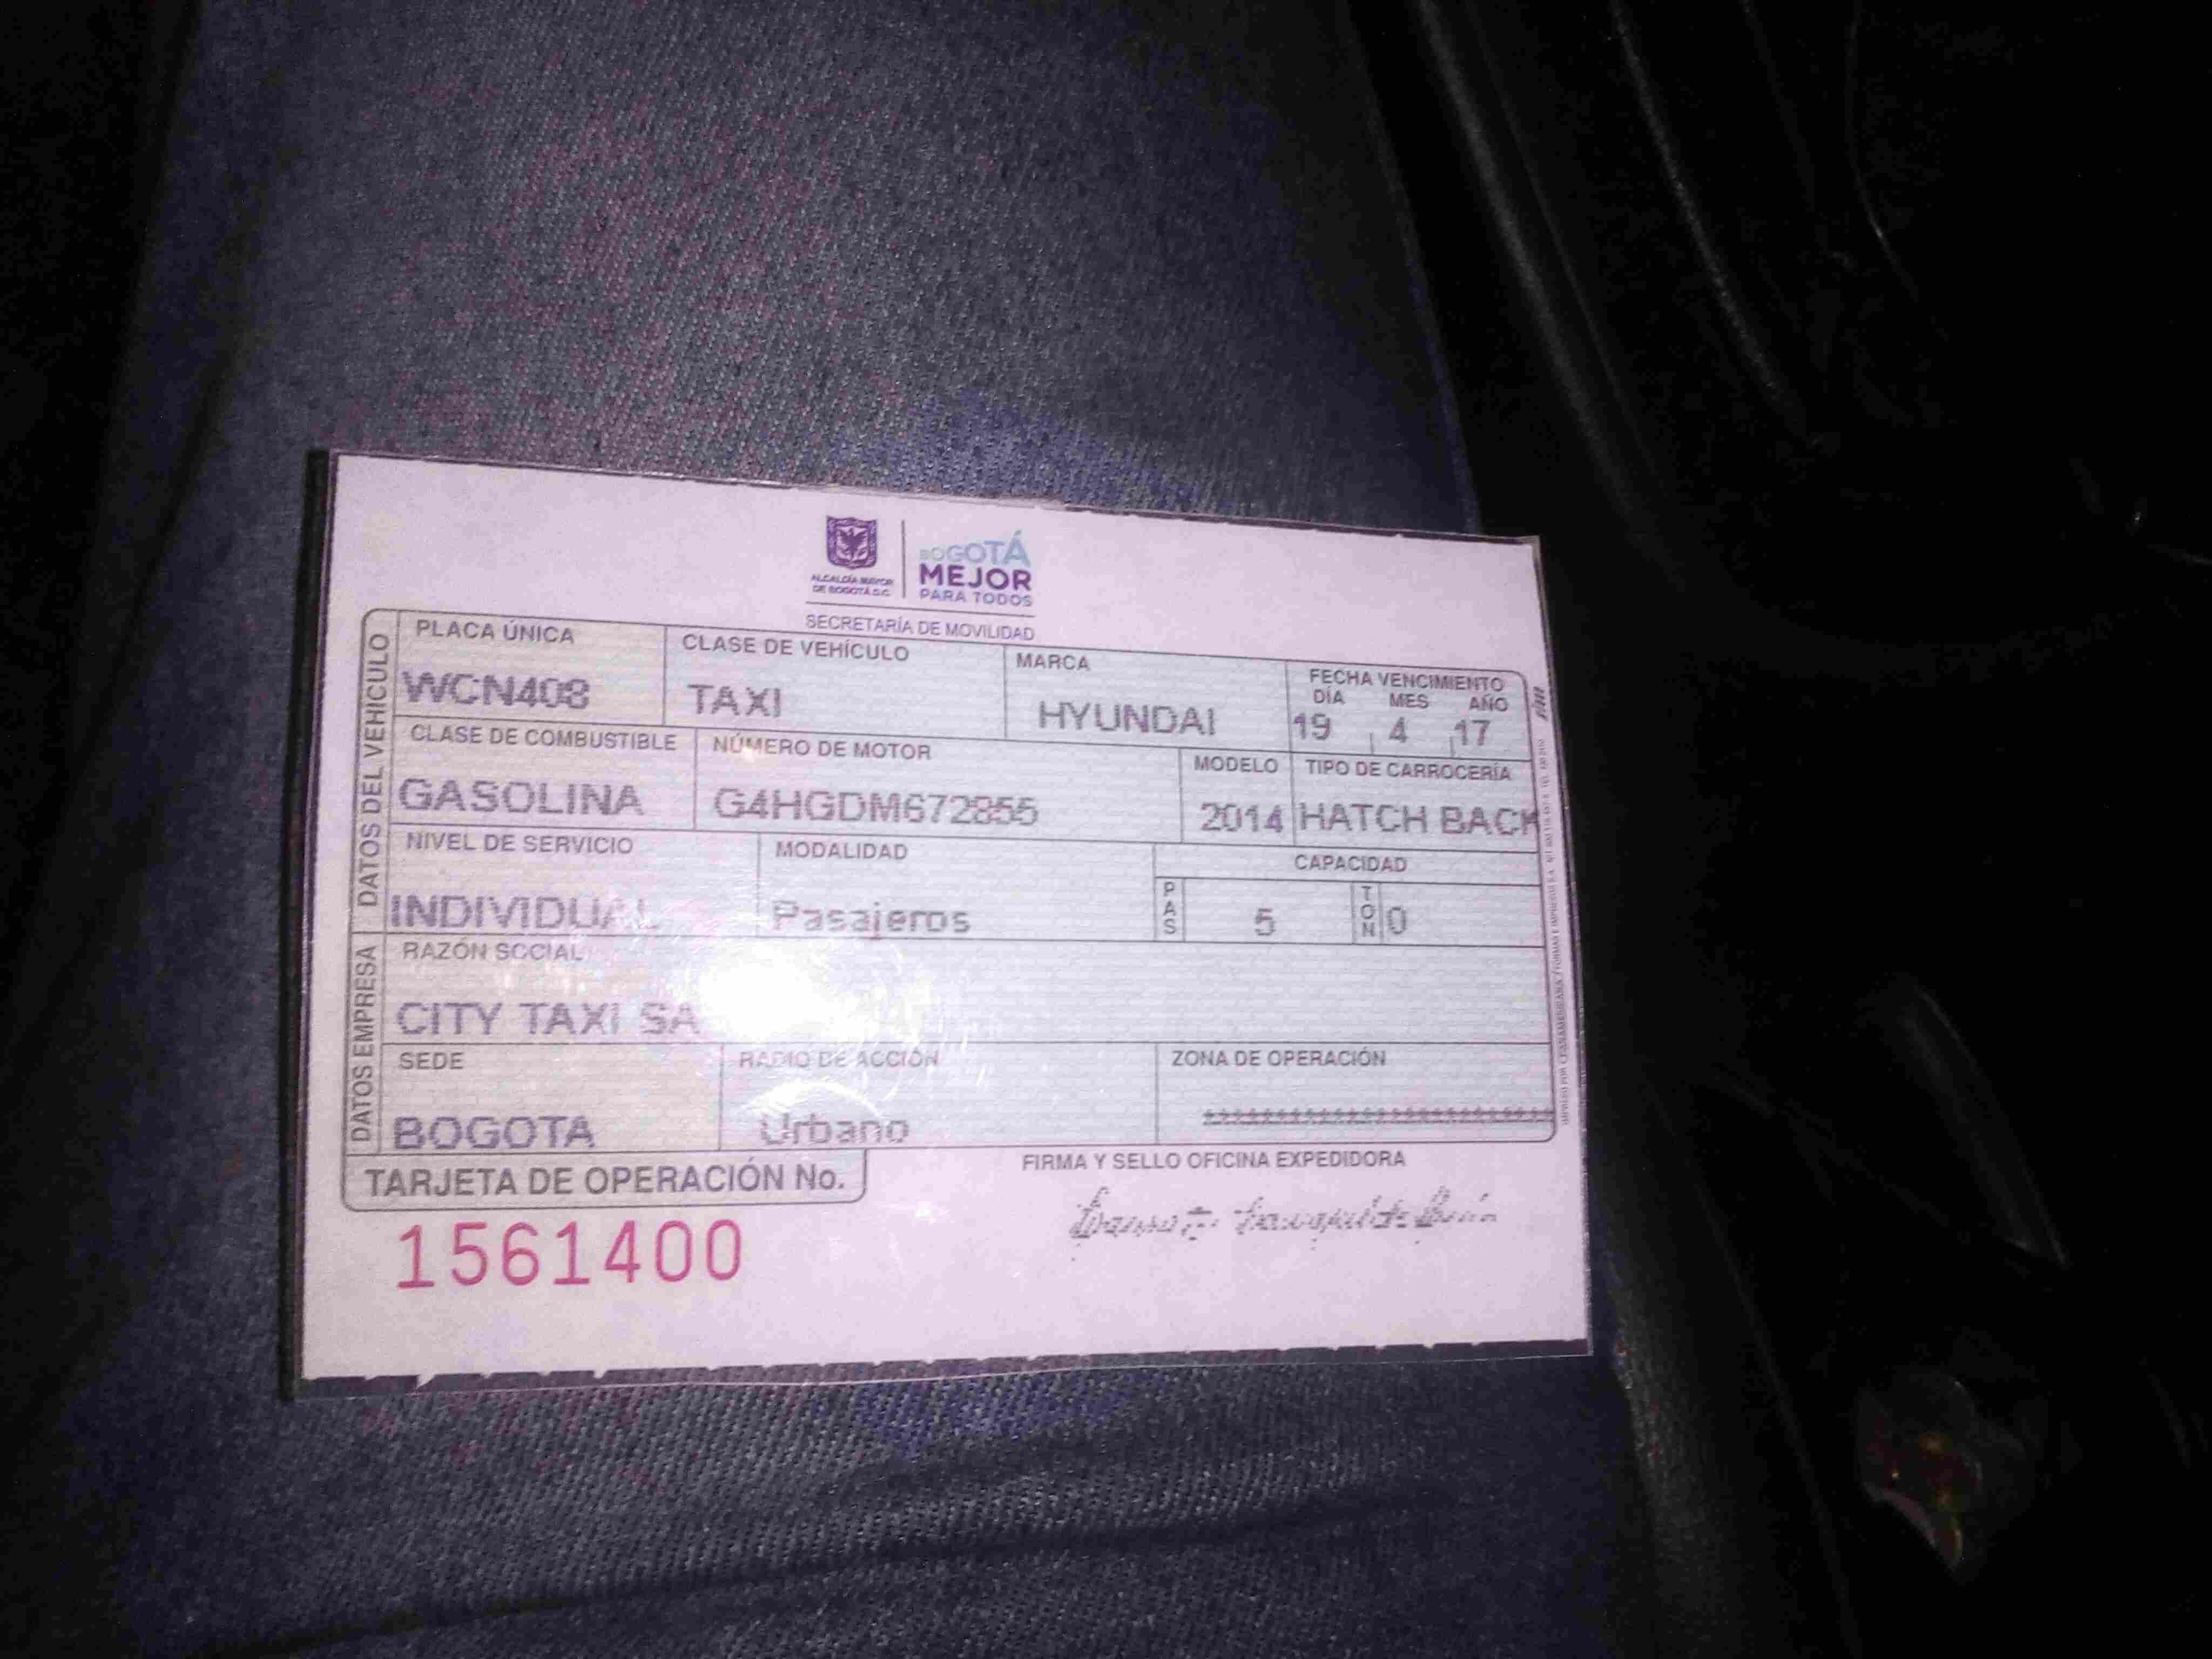 ALCALDÍA MAYOR
DE BOGOTÁ D.C.
BOGOTÁ
MEJOR
PARA TODOS
SECRETARÍA DE MOVILIDAD
DATOS DEL VEHICULO
PLACA ÚNICA CLASE DE VEHÍCULO MARCA FECHA VENCIMIENTO
DÍA MES AÑO
WCN408 TAXI HYUNDAI 19 4 17
CLASE DE COMBUSTIBLE NÚMERO DE MOTOR MODELO TIPO DE CARROCERÍA
GASOLINA G4HGDM672855 2014 HATCH BACK
NIVEL DE SERVICIO MODALIDAD CAPACIDAD
INDIVIDUAL Pasajeros PAS 5 TON 0
DATOS EMPRESA
RAZÓN SOCIAL
CITY TAXI SA
SEDE RADIO DE ACCIÓN ZONA DE OPERACIÓN
BOGOTA Urbano
TARJETA DE OPERACIÓN No. FIRMA Y SELLO OFICINA EXPEDIDORA
1561400